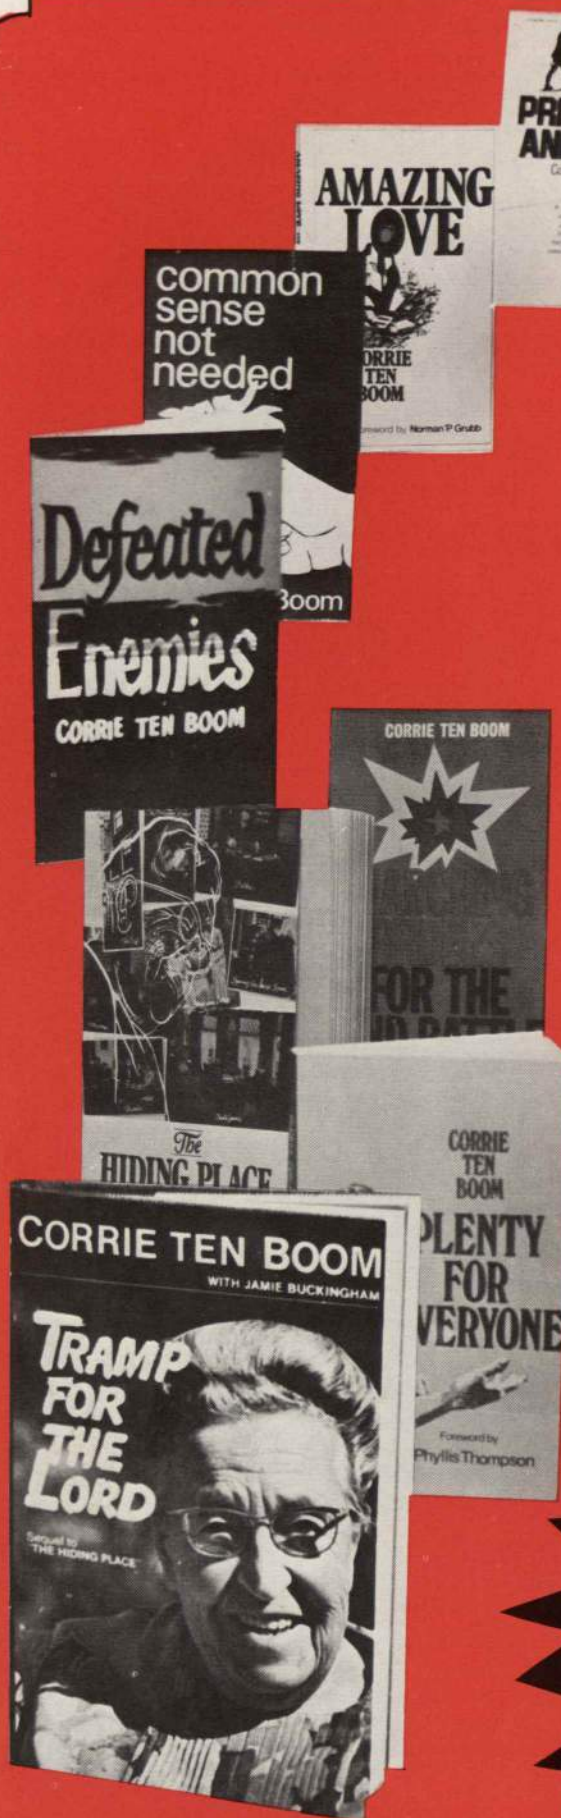 AMAZING
LOVE
CORRIE
TEN
BOOM
Foreword by Norman P Grubb
common
sense
not
needed
Boom
Defeated
Enemies
CORRIE TEN BOOM
CORRIE TEN BOOM
FOR THE
The
HIDING PLACE
CORRIE
TEN
BOOM
PLENTY
FOR
EVERYONE
Foreword by
Phyllis Thompson
CORRIE TEN BOOM
WITH JAMIE BUCKINGHAM
TRAMP
FOR
THE
LORD
Sequel to
"THE HIDING PLACE"